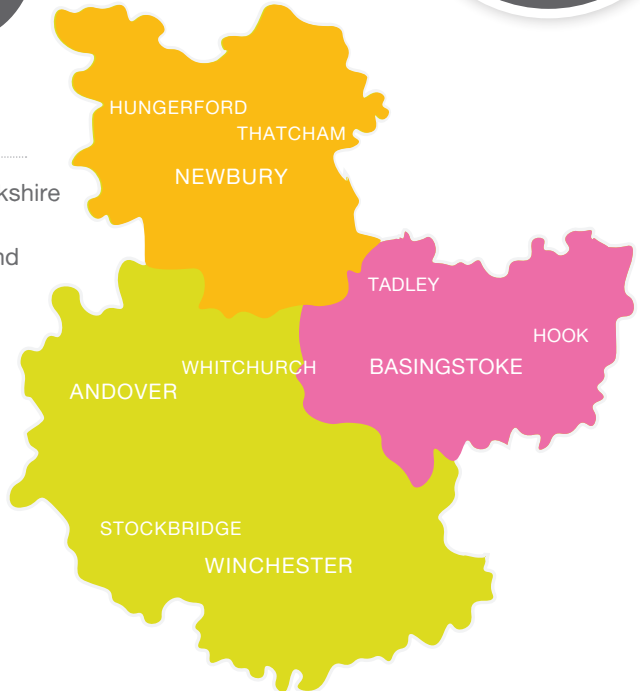 HUNGERFORD
THATCHAM
NEWBURY
TADLEY
HOOK
WHITCHURCH
BASINGSTOKE
ANDOVER
STOCKBRIDGE
WINCHESTER